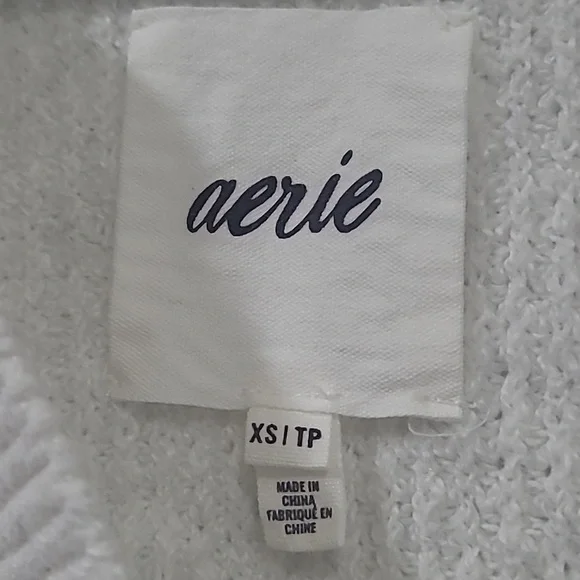 aerie
XS | TP
MADE IN
CHINA
FABRIQUÉ EN
CHINE